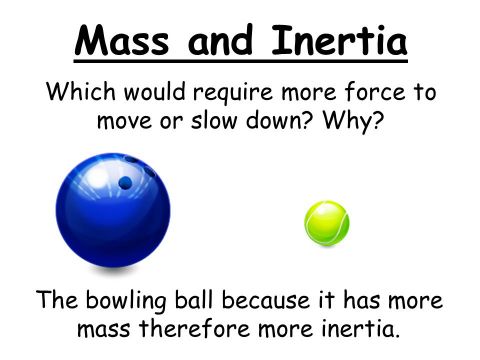 Mass and Inertia
Which would require more force to
move or slow down? Why?
The bowling ball because it has more
mass therefore more inertia.